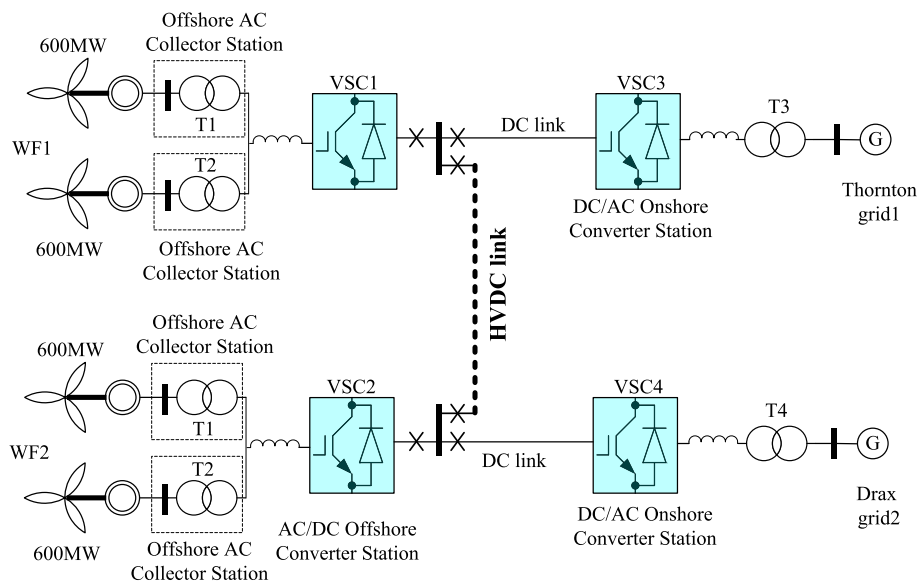 Offshore AC
Collector Station
600MW
T1
WF1
T2
600MW
Offshore AC
Collector Station
VSC1
DC link
VSC3
DC/AC Onshore
Converter Station
T3
G
Thornton
grid1
HVDC link
Offshore AC
Collector Station
600MW
T1
WF2
T2
600MW
Offshore AC
Collector Station
VSC2
AC/DC Offshore
Converter Station
DC link
VSC4
DC/AC Onshore
Converter Station
T4
G
Drax
grid2